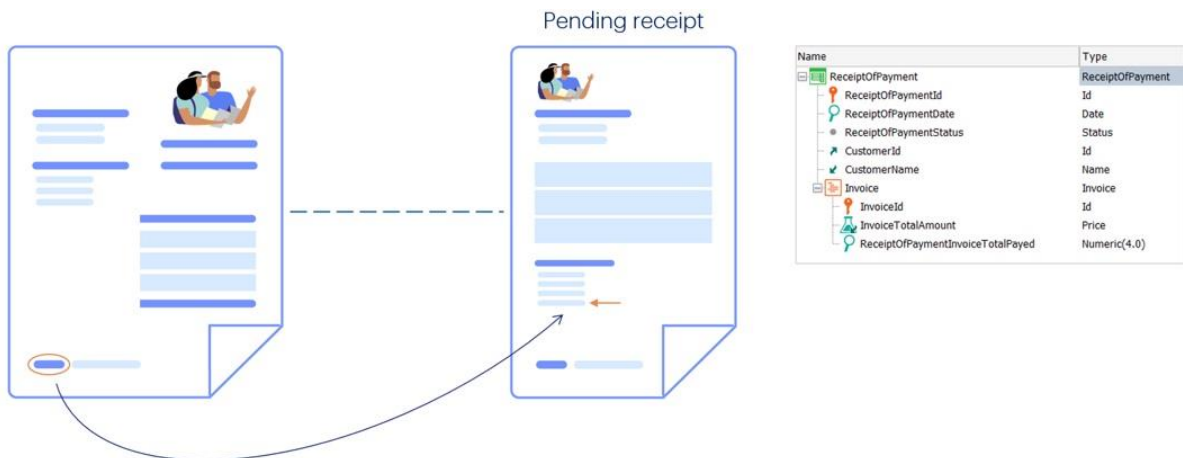 Pending receipt
Name Type
ReceiptOfPayment ReceiptOfPayment
ReceiptOfPaymentId Id
ReceiptOfPaymentDate Date
ReceiptOfPaymentStatus Status
CustomerId Id
CustomerName Name
Invoice Invoice
InvoiceId Id
InvoiceTotalAmount Price
ReceiptOfPaymentInvoiceTotalPayed Numeric(4.0)